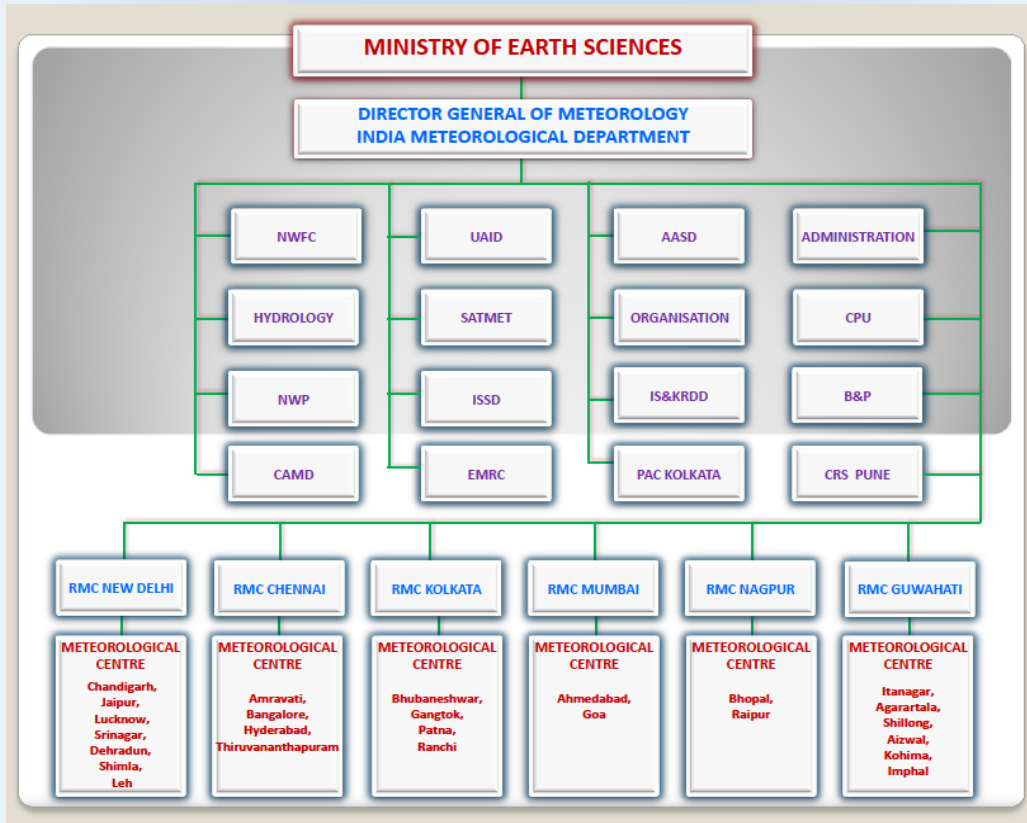 MINISTRY OF EARTH SCIENCES
DIRECTOR GENERAL OF METEOROLOGY
INDIA METEOROLOGICAL DEPARTMENT
NWFC
UAID
AASD
ADMINISTRATION
HYDROLOGY
SATMET
ORGANISATION
CPU
NWP
ISSD
IS&KRDD
B&P
CAMD
EMRC
PAC KOLKATA
CRS PUNE
RMC NEW DELHI
RMC CHENNAI
RMC KOLKATA
RMC MUMBAI
RMC NAGPUR
RMC GUWAHATI
METEOROLOGICAL
CENTRE
Chandigarh,
Jaipur,
Lucknow,
Srinagar,
Dehradun,
Shimla,
Leh
METEOROLOGICAL
CENTRE
Amravati,
Bangalore,
Hyderabad,
Thiruvananthapuram
METEOROLOGICAL
CENTRE
Bhubaneshwar,
Gangtok,
Patna,
Ranchi
METEOROLOGICAL
CENTRE
Ahmedabad,
Goa
METEOROLOGICAL
CENTRE
Bhopal,
Raipur
METEOROLOGICAL
CENTRE
Itanagar,
Agarartala,
Shillong,
Aizwal,
Kohima,
Imphal